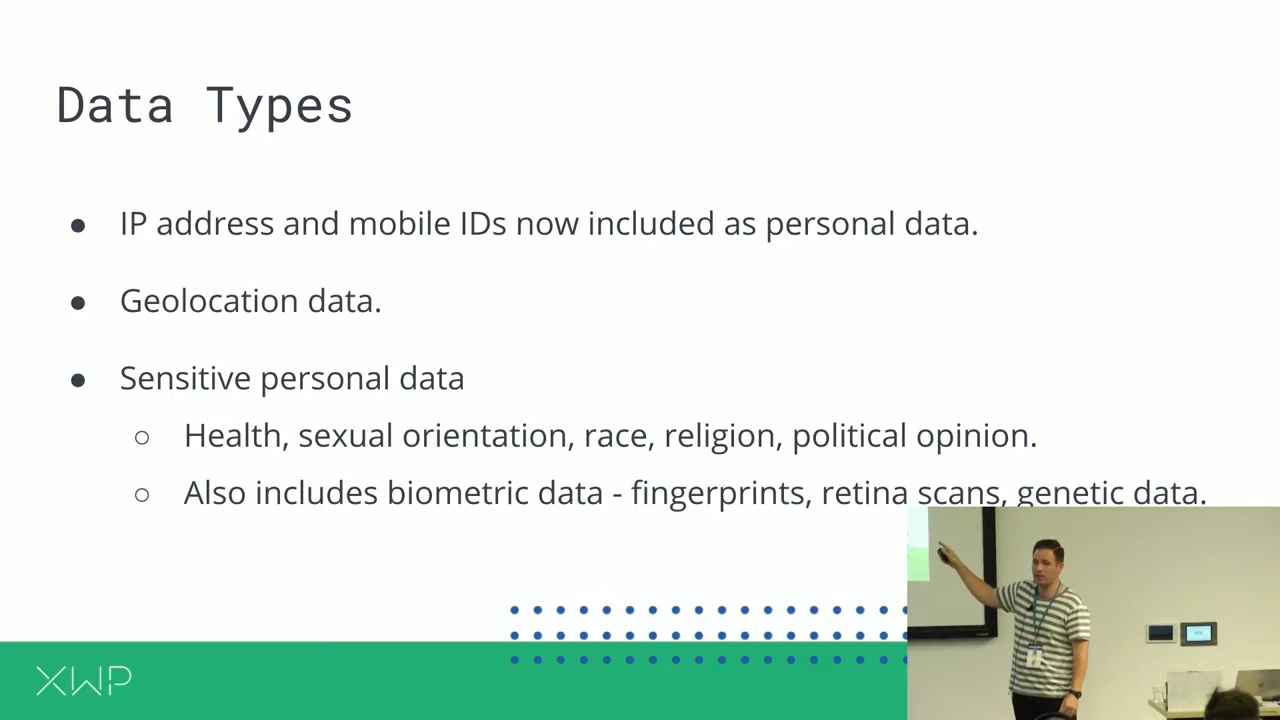 Data Types
● IP address and mobile IDs now included as personal data.
● Geolocation data.
● Sensitive personal data
○ Health, sexual orientation, race, religion, political opinion.
○ Also includes biometric data - fingerprints, retina scans, genetic data.
XWP